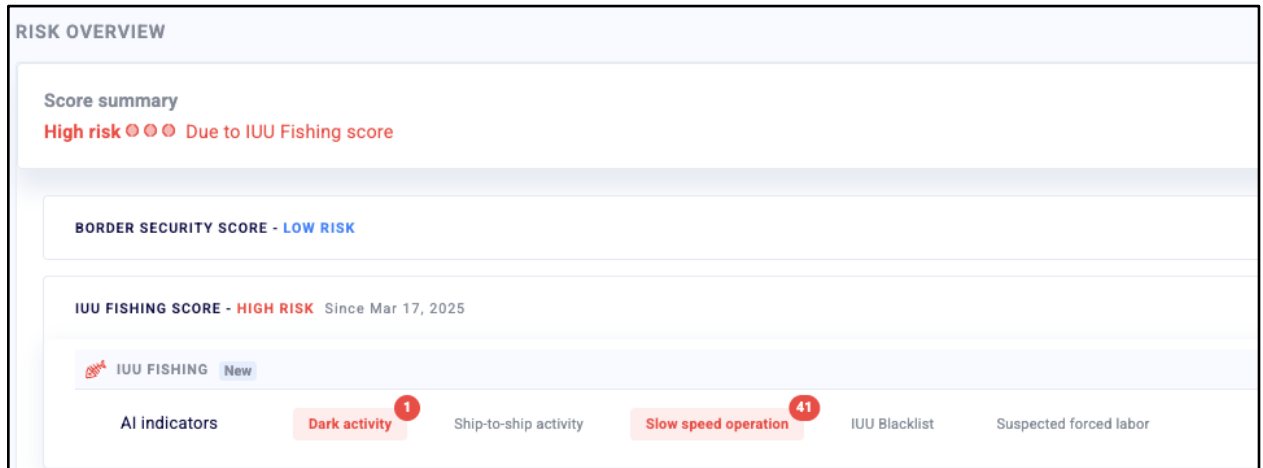 RISK OVERVIEW
Score summary
High risk Due to IUU Fishing score
BORDER SECURITY SCORE - LOW RISK
IUU FISHING SCORE - HIGH RISK Since Mar 17, 2025
IUU FISHING New
AI indicators Dark activity 1 Ship-to-ship activity Slow speed operation 41 IUU Blacklist Suspected forced labor